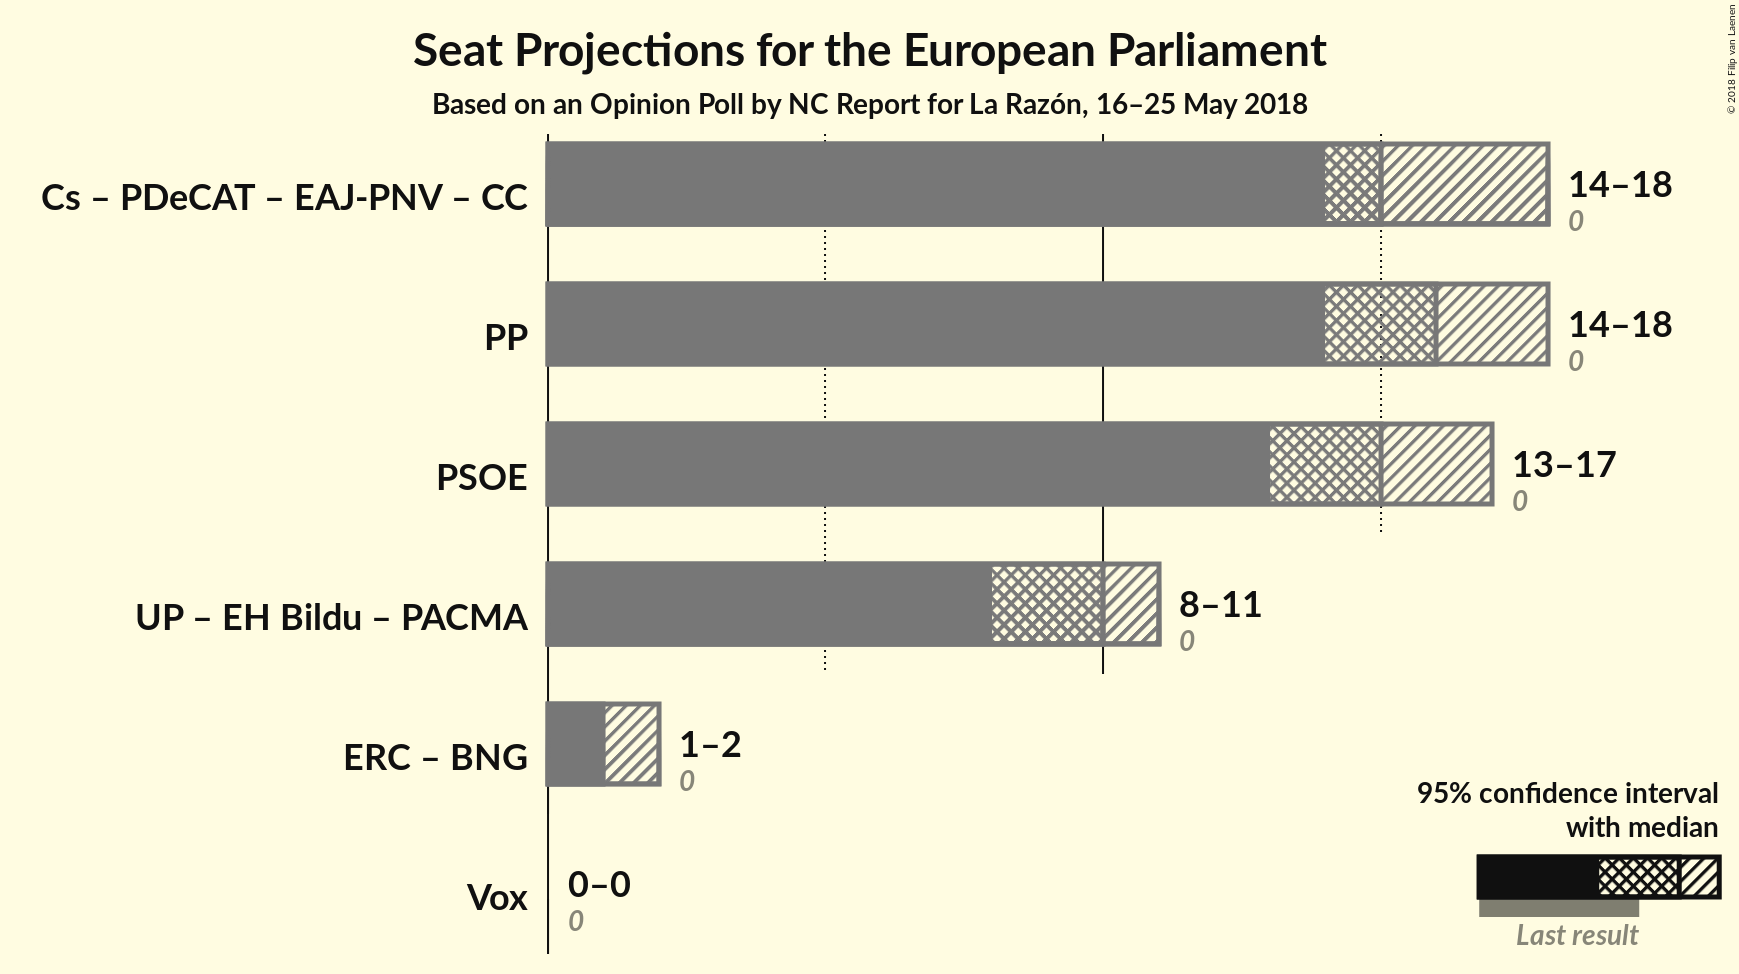 Seat Projections for the European Parliament
Based on an Opinion Poll by NC Report for La Razón, 16–25 May 2018
© 2018 Filip van Laenen
Cs – PDeCAT – EAJ-PNV – CC
14–18
0
PP
14–18
0
PSOE
13–17
0
UP – EH Bildu – PACMA
8–11
0
ERC – BNG
1–2
0
Vox
0–0
0
95% confidence interval
with median
Last result